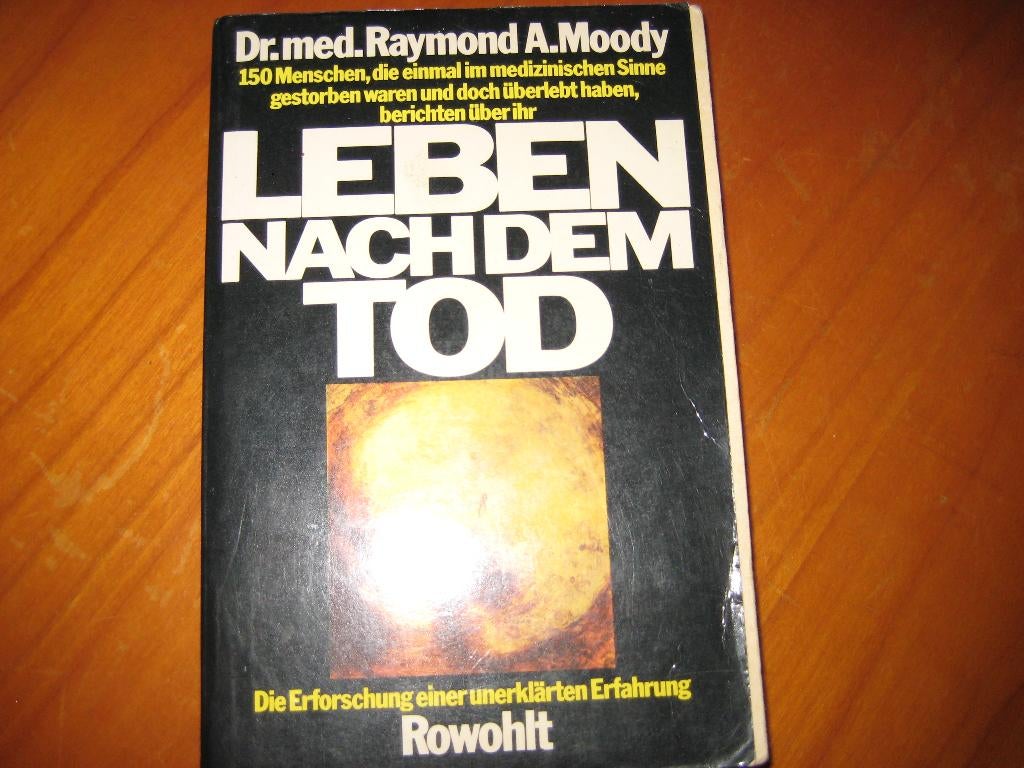 Dr.med.Raymond A.Moody
150 Menschen, die einmal im medizinischen Sinne
gestorben waren und doch überlebt haben,
berichten über ihr
LEBEN
NACH DEM
TOD
Die Erforschung einer unerklärten Erfahrung
Rowohlt